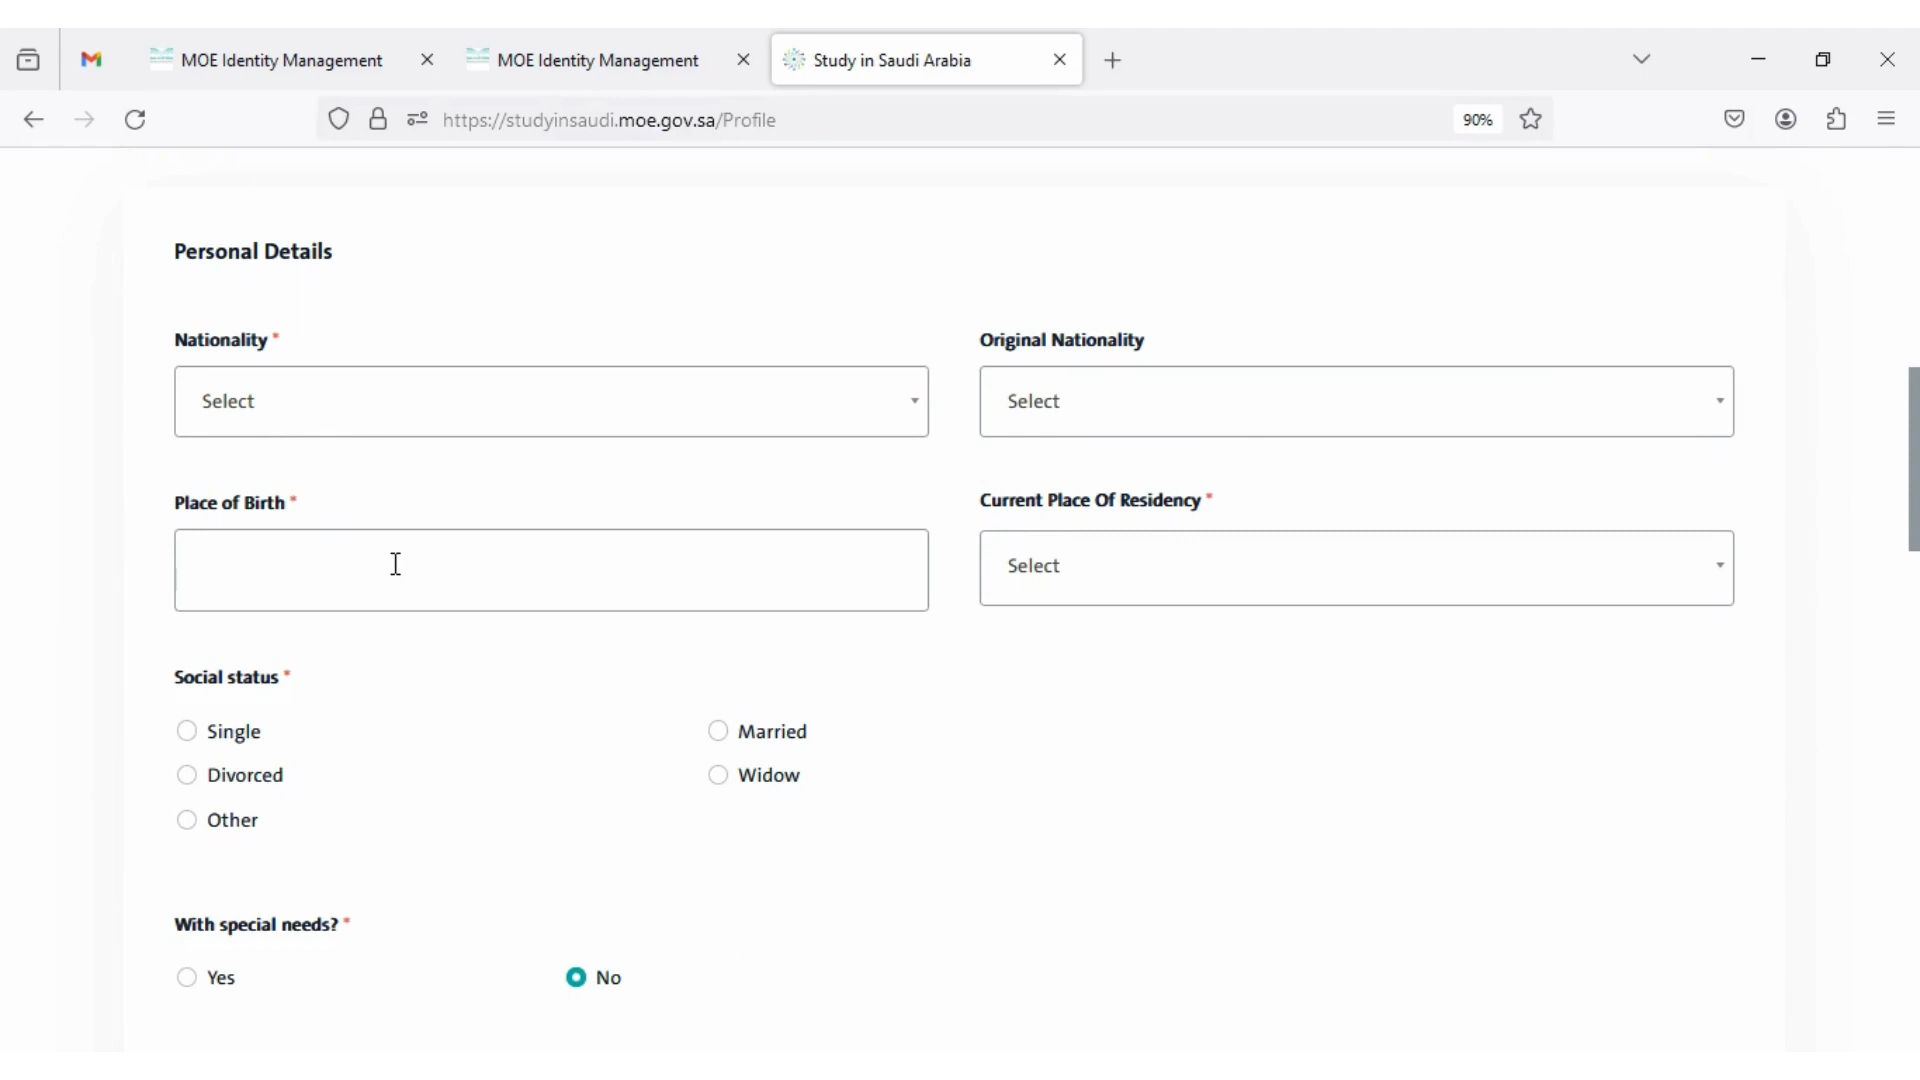 MOE Identity Management
MOE Identity Management
Study in Saudi Arabia
https://studyinsaudi.moe.gov.sa/Profile
90%
Personal Details
Nationality *
Original Nationality
Select
Select
Place of Birth *
Current Place Of Residency *
Select
Social status *
Single
Married
Divorced
Widow
Other
With special needs? *
Yes
No